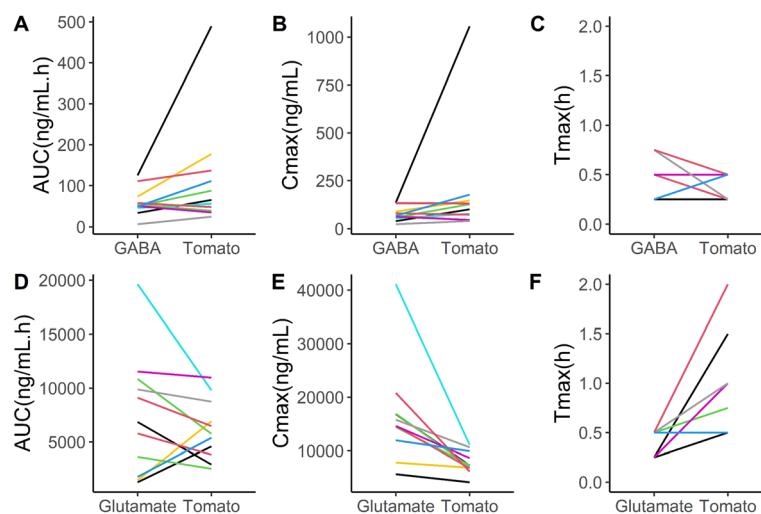 A
AUC(ng/mL.h)
500
400
300
200
100
0
GABA Tomato
B
Cmax(ng/mL)
1000
750
500
250
0
GABA Tomato
C
Tmax(h)
2.0
1.5
1.0
0.5
0.0
GABA Tomato
D
AUC(ng/mL.h)
20000
15000
10000
5000
Glutamate Tomato
E
Cmax(ng/mL)
40000
30000
20000
10000
Glutamate Tomato
F
Tmax(h)
2.0
1.5
1.0
0.5
0.0
Glutamate Tomato